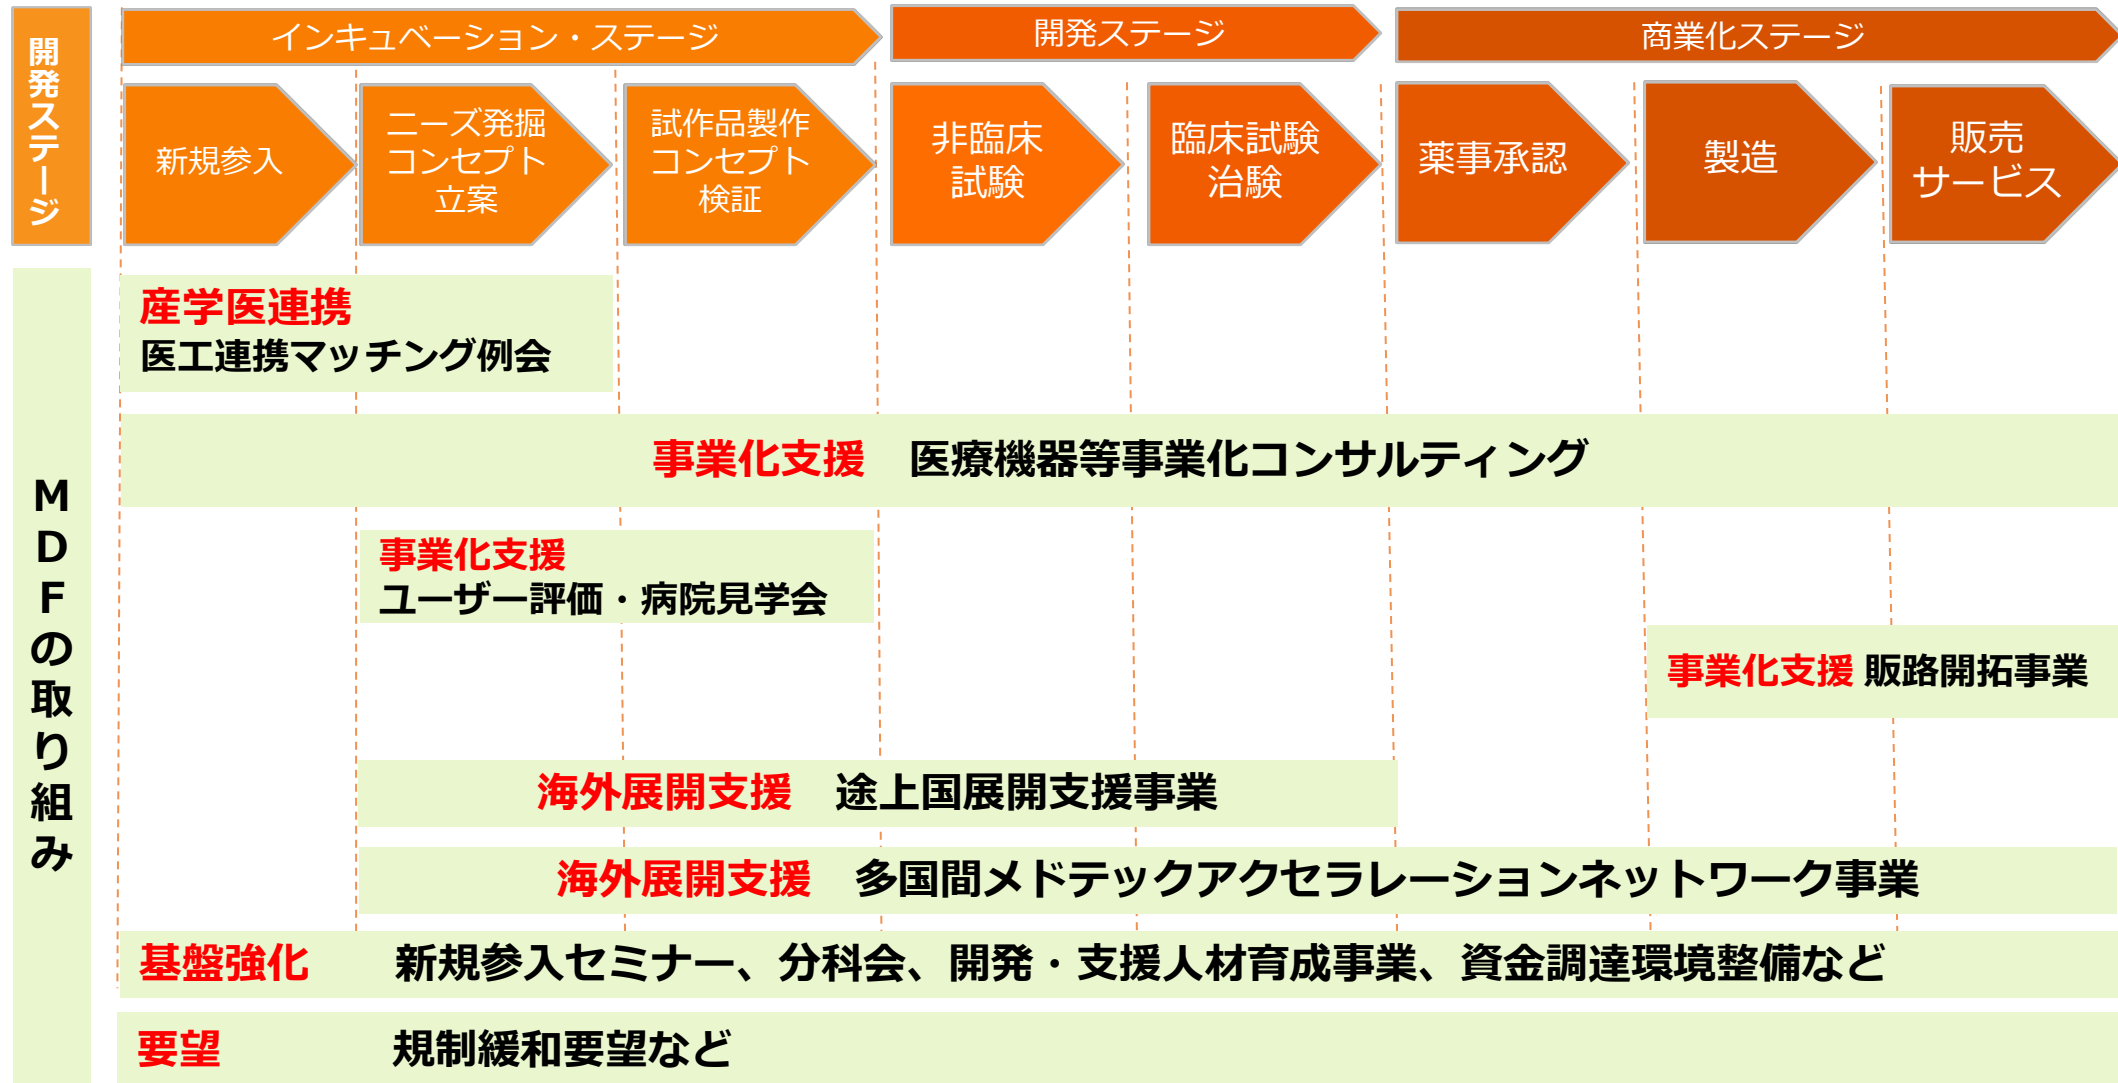 開発ステージ
インキュベーション・ステージ
開発ステージ
商業化ステージ
新規参入
ニーズ発掘
コンセプト
立案
試作品製作
コンセプト
検証
非臨床
試験
臨床試験
治験
薬事承認
製造
販売
サービス
MDFの取り組み
産学医連携
医工連携マッチング例会
事業化支援　医療機器等事業化コンサルティング
事業化支援
ユーザー評価・病院見学会
事業化支援 販路開拓事業
海外展開支援　途上国展開支援事業
海外展開支援　多国間メドテックアクセラレーションネットワーク事業
基盤強化　　新規参入セミナー、分科会、開発・支援人材育成事業、資金調達環境整備など
要望　　　　規制緩和要望など